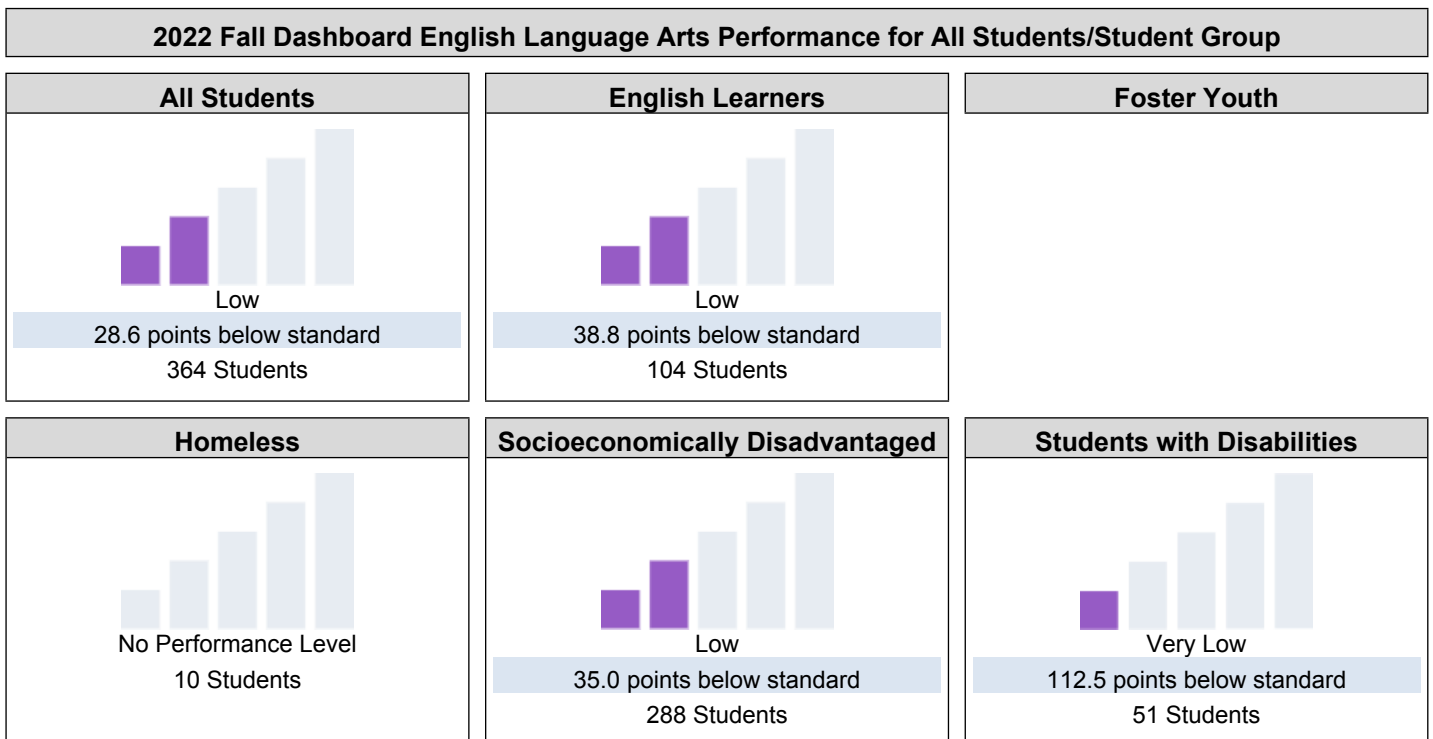 2022 Fall Dashboard English Language Arts Performance for All Students/Student Group
All Students
Low
28.6 points below standard
364 Students
English Learners
Low
38.8 points below standard
104 Students
Foster Youth
Homeless
No Performance Level
10 Students
Socioeconomically Disadvantaged
Low
35.0 points below standard
288 Students
Students with Disabilities
Very Low
112.5 points below standard
51 Students